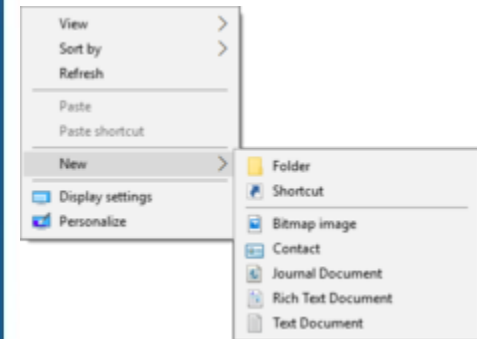 View
Sort by
Refresh
Paste
Paste shortcut
New
Display settings
Personalize
Folder
Shortcut
Bitmap image
Contact
Journal Document
Rich Text Document
Text Document